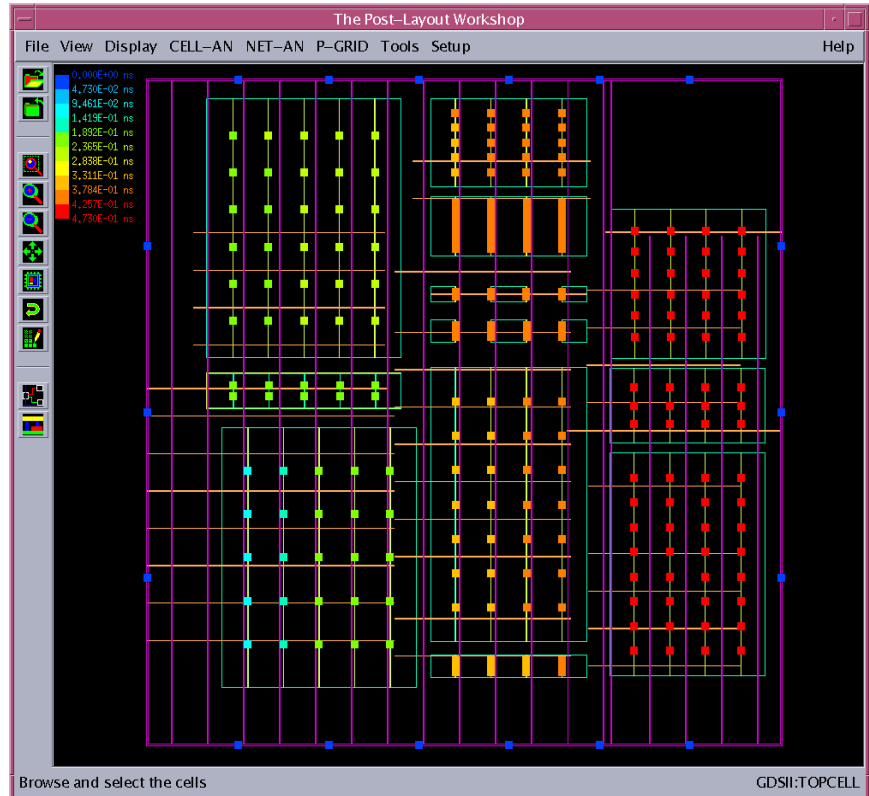 The Post-Layout Workshop
File View Display CELL-AN NET-AN P-GRID Tools Setup Help
0.000E+00 ns
4.730E-02 ns
9.461E-02 ns
1.419E-01 ns
1.892E-01 ns
2.365E-01 ns
2.838E-01 ns
3.311E-01 ns
3.784E-01 ns
4.257E-01 ns
4.730E-01 ns
Browse and select the cells GDSII:TOPCELL